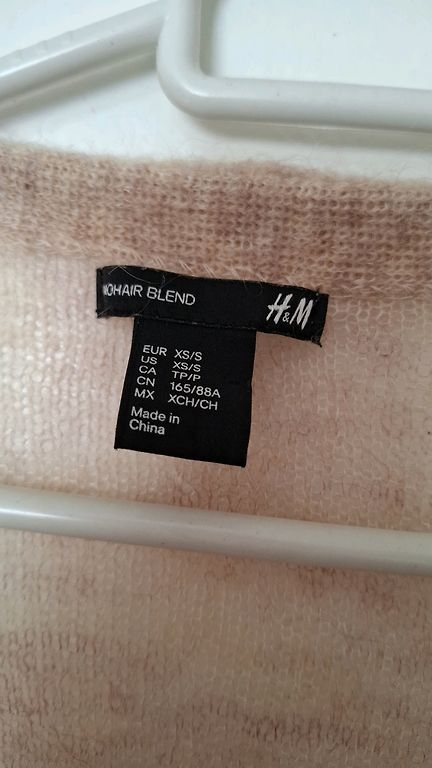 MOHAIR BLEND
H&M
EUR XS/S
US XS/S
CA TP/P
CN 165/88A
MX XCH/CH
Made in
China